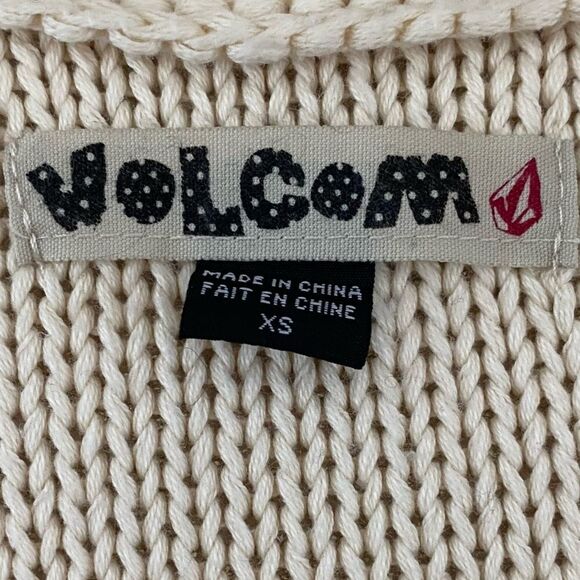 VOLCOM
MADE IN CHINA
FAIT EN CHINE
XS